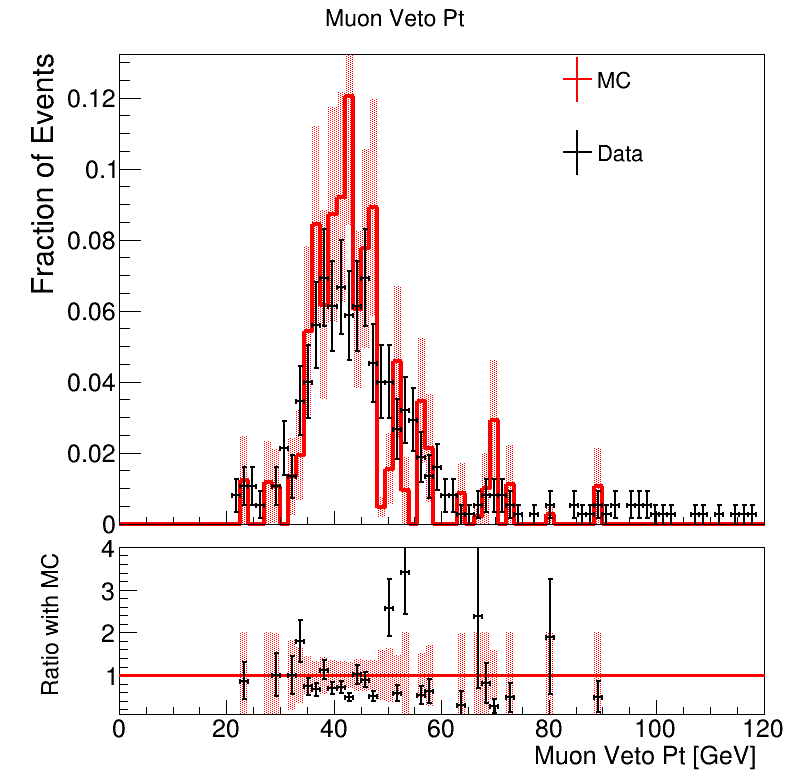 Muon Veto Pt
Fraction of Events
0.12
0.1
0.08
0.06
0.04
0.02
0
MC
Data
Ratio with MC
4
3
2
1
0 20 40 60 80 100 120
Muon Veto Pt [GeV]